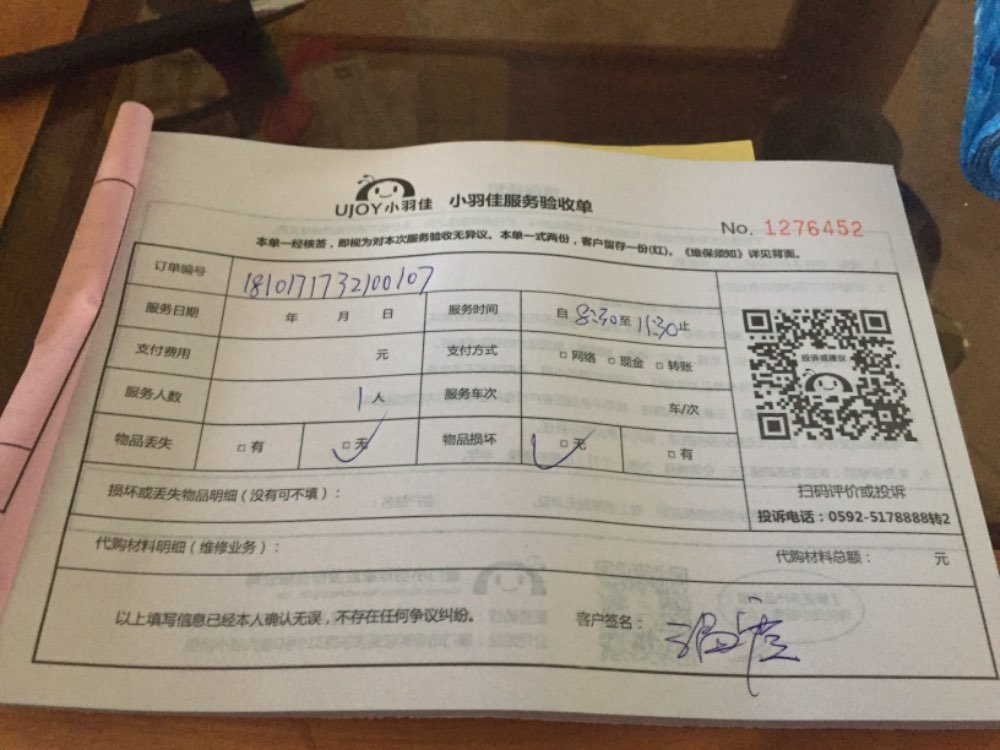 UJOY小羽佳 小羽佳服务验收单
No. 1276452
本单一经核签，即视为对本次服务验收无异议。本单一式两份，客户留存一份(红)。《维保须知》详见背面。
订单编号 1810171732100107
服务日期 年 月 日 服务时间 自 8:30 至 11:30 止
支付费用 元 支付方式 □ 网络 □ 现金 □ 转账
服务人数 1 人 服务车次 车/次
物品丢失 □ 有 □ 无 物品损坏 □ 无 □ 有
投诉或建议
扫码评价或投诉
投诉电话：0592-5178888转2
损坏或丢失物品明细（没有可不填）：
代购材料明细（维修业务）： 代购材料总额： 元
以上填写信息已经本人确认无误，不存在任何争议纠纷。 客户签名：